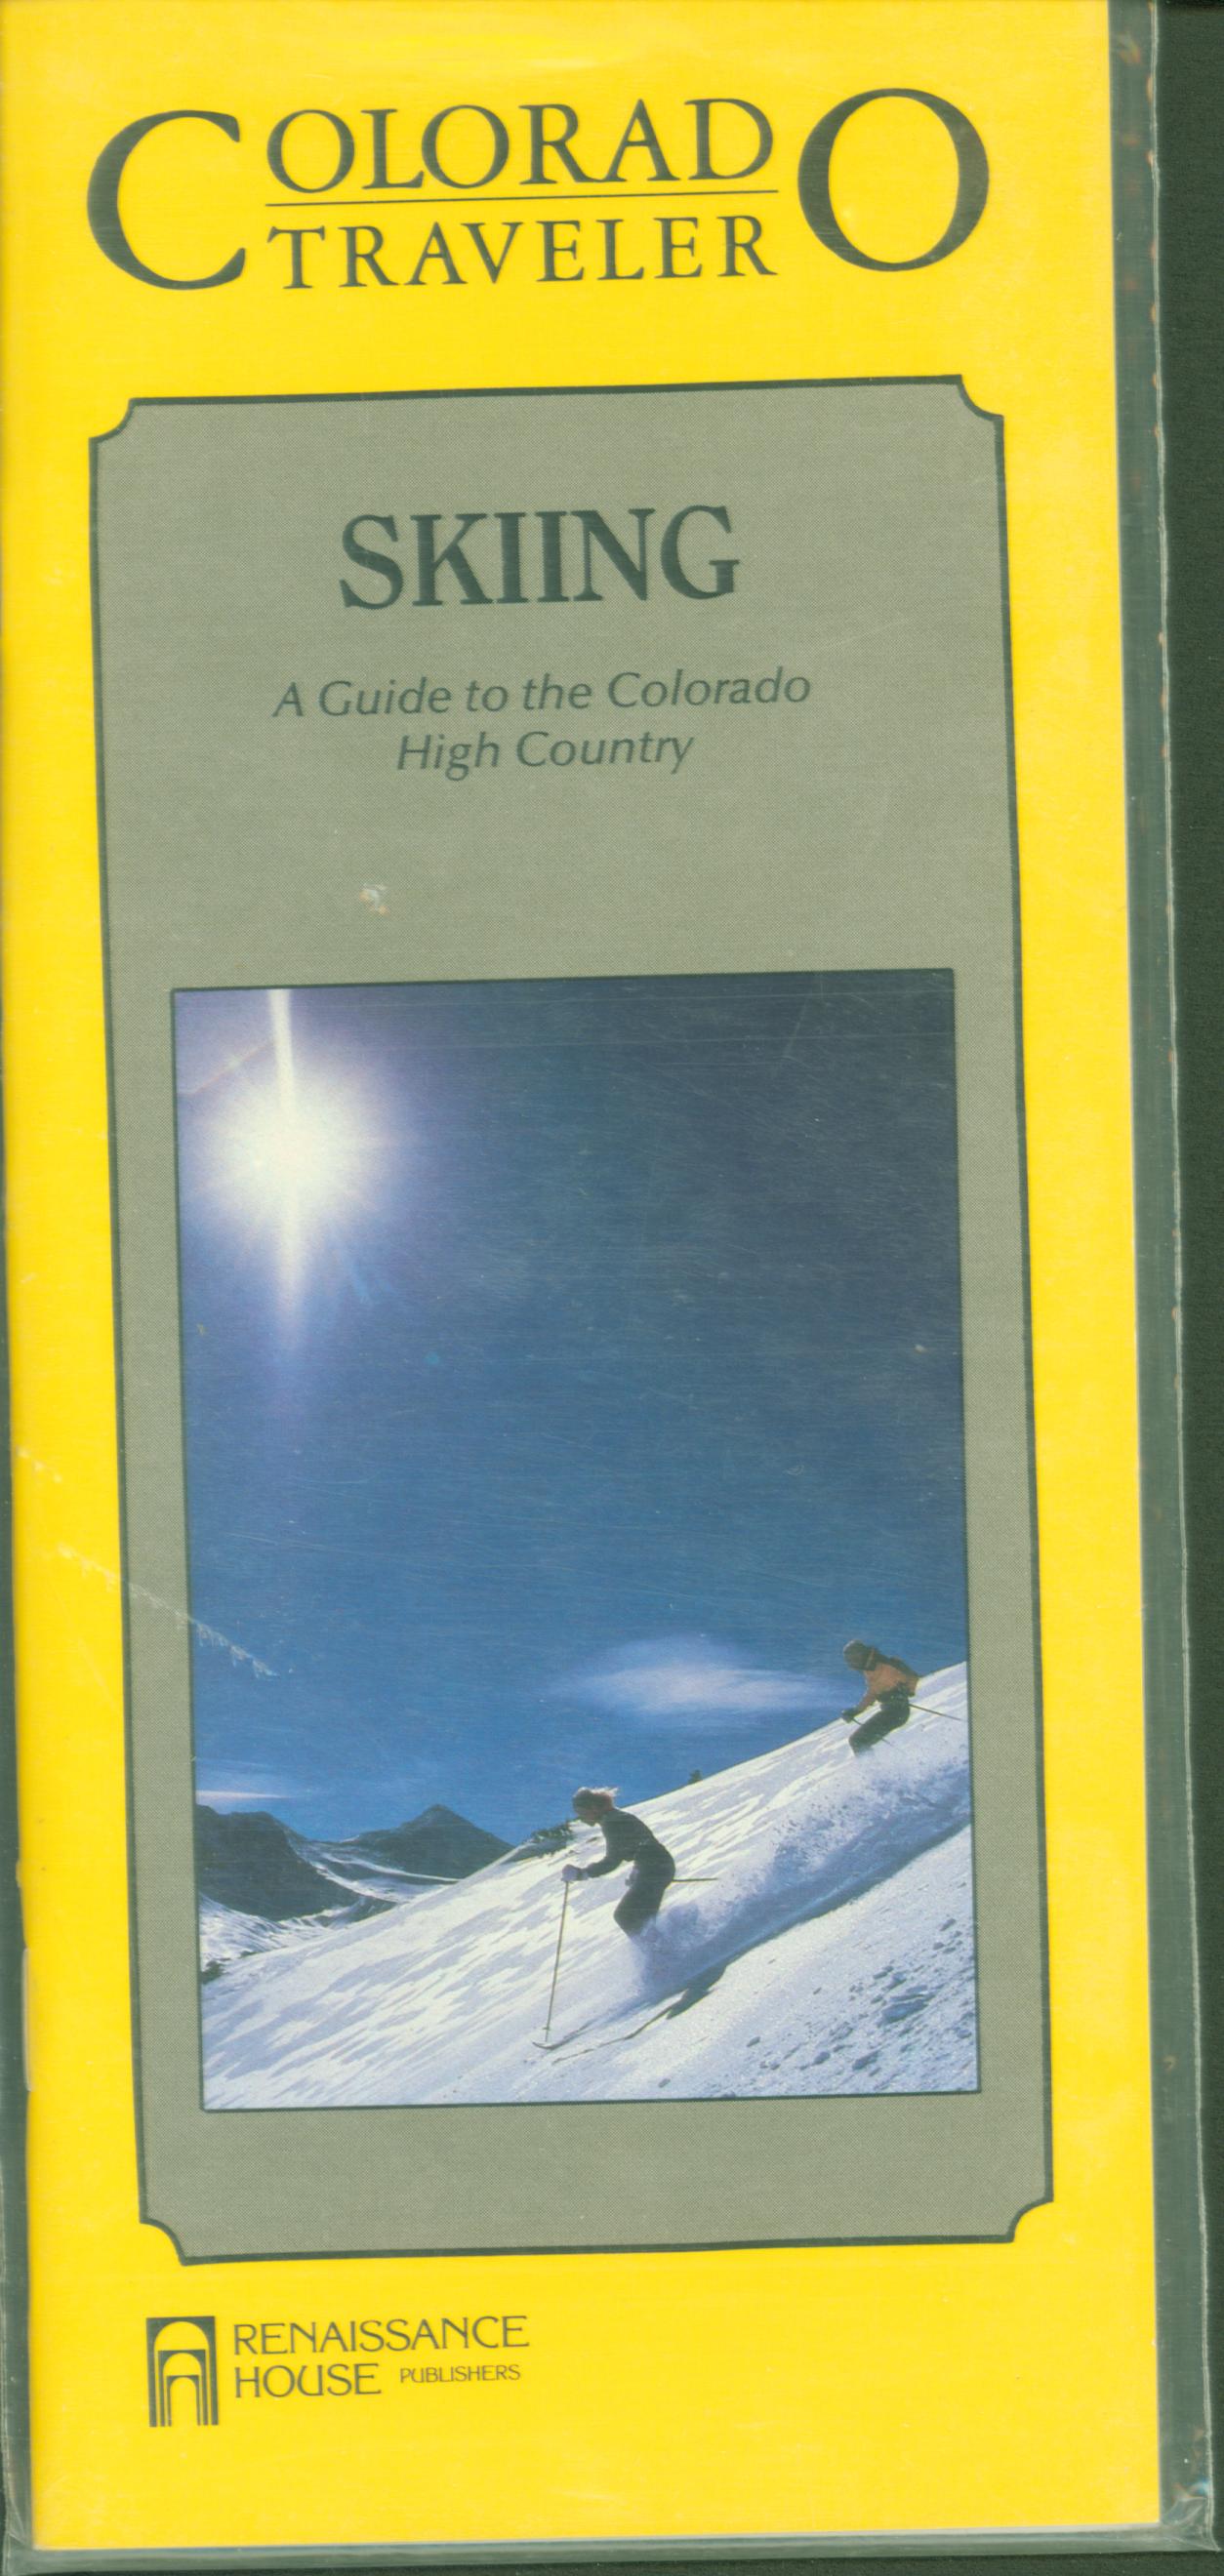 COLORADO
TRAVELER
SKIING
A Guide to the Colorado
High Country
RENAISSANCE
HOUSE PUBLISHERS